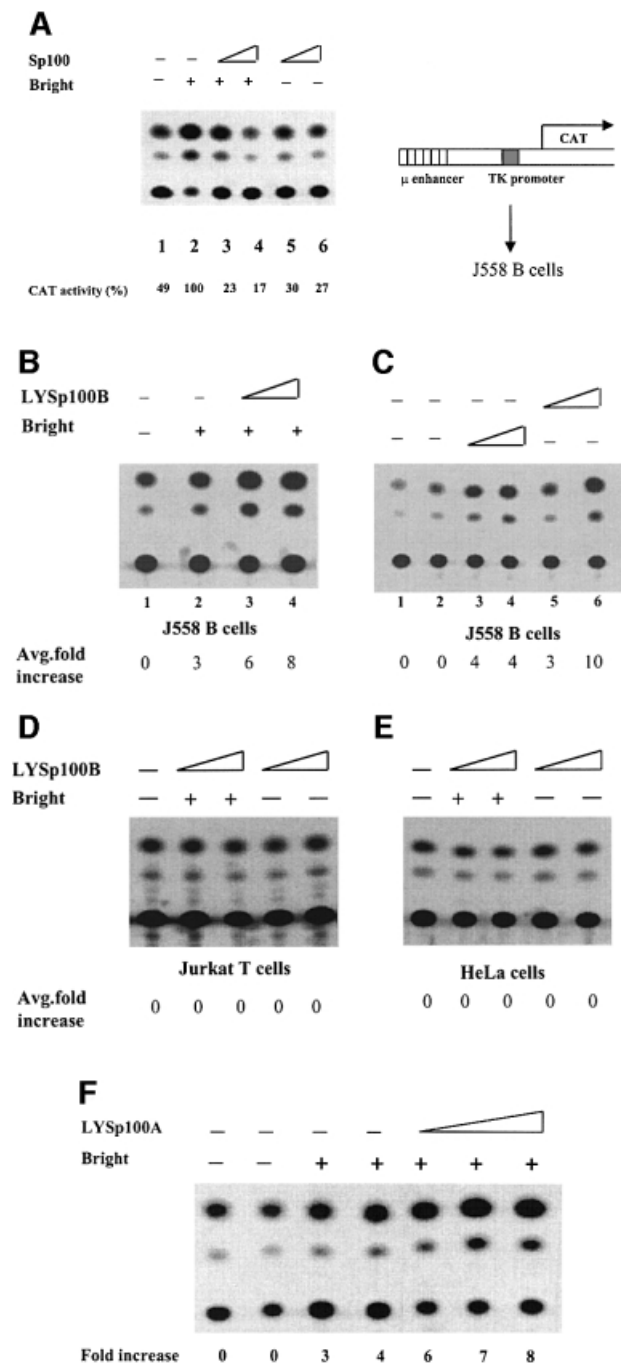 A
Sp100 – –
Bright – + + + – –
CAT
μ enhancer TK promoter
J558 B cells
1 2 3 4 5 6
CAT activity (%) 49 100 23 17 30 27
B
LYSp100B – –
Bright – + + +
1 2 3 4
J558 B cells
Avg.fold
increase 0 3 6 8
C
– – – –
– – – –
1 2 3 4 5 6
J558 B cells
0 0 4 4 3 10
D
LYSp100B –
Bright – + + – –
Jurkat T cells
Avg.fold
increase 0 0 0 0 0
E
–
– + + – –
HeLa cells
0 0 0 0 0
F
LYSp100A – – – –
Bright – – + + + + +
Fold increase 0 0 3 4 6 7 8